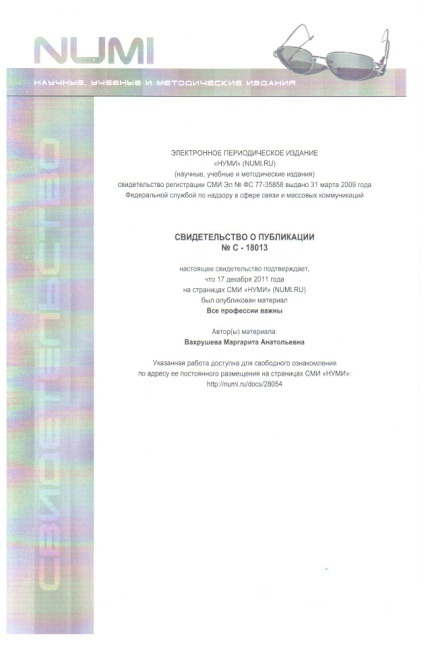 NUMI
НАУЧНЫЕ, УЧЕБНЫЕ И МЕТОДИЧЕСКИЕ ИЗДАНИЯ
СВИДЕТЕЛЬСТВО
ЭЛЕКТРОННОЕ ПЕРИОДИЧЕСКОЕ ИЗДАНИЕ
«НУМИ» (NUMI.RU)
(научные, учебные и методические издания)
свидетельство регистрации СМИ Эл № ФС 77-35858 выдано 31 марта 2009 года
Федеральной службой по надзору в сфере связи и массовых коммуникаций
СВИДЕТЕЛЬСТВО О ПУБЛИКАЦИИ
№ С - 18013
настоящее свидетельство подтверждает,
что 17 декабря 2011 года
на страницах СМИ «НУМИ» (NUMI.RU)
был опубликован материал
Все профессии важны
Автор(ы) материала:
Вахрушева Маргарита Анатольевна
Указанная работа доступна для свободного ознакомления
по адресу ее постоянного размещения на страницах СМИ «НУМИ»:
http://numi.ru/docs/28054